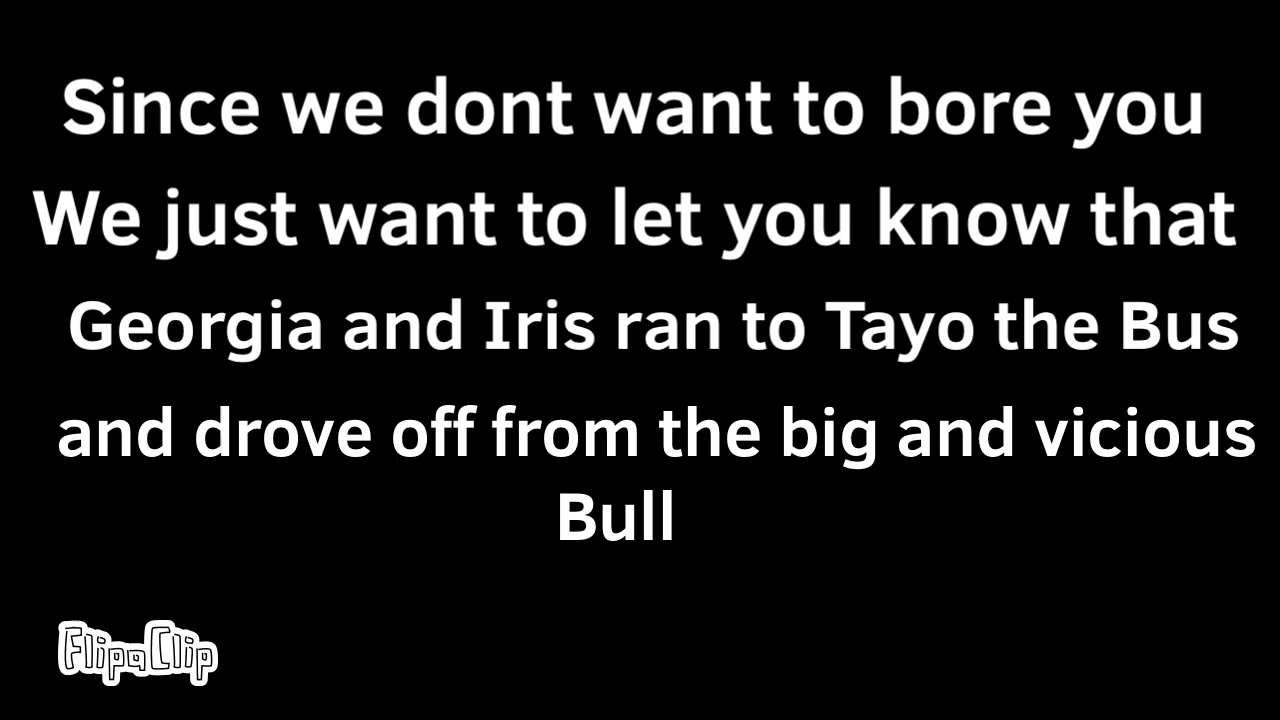 Since we dont want to bore you
We just want to let you know that
Georgia and Iris ran to Tayo the Bus
and drove off from the big and vicious
Bull
FlipaClip